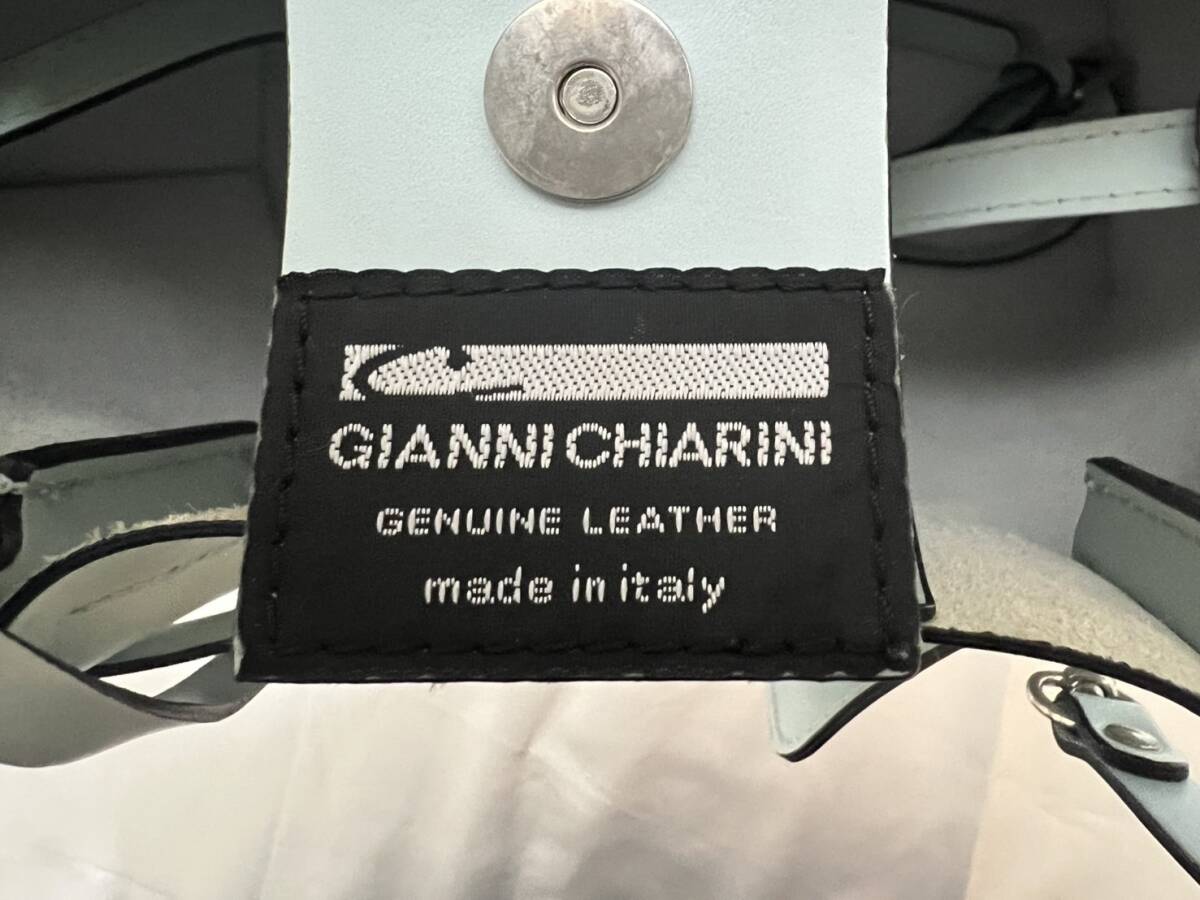 GIANNI CHIARINI
GENUINE LEATHER
made in italy